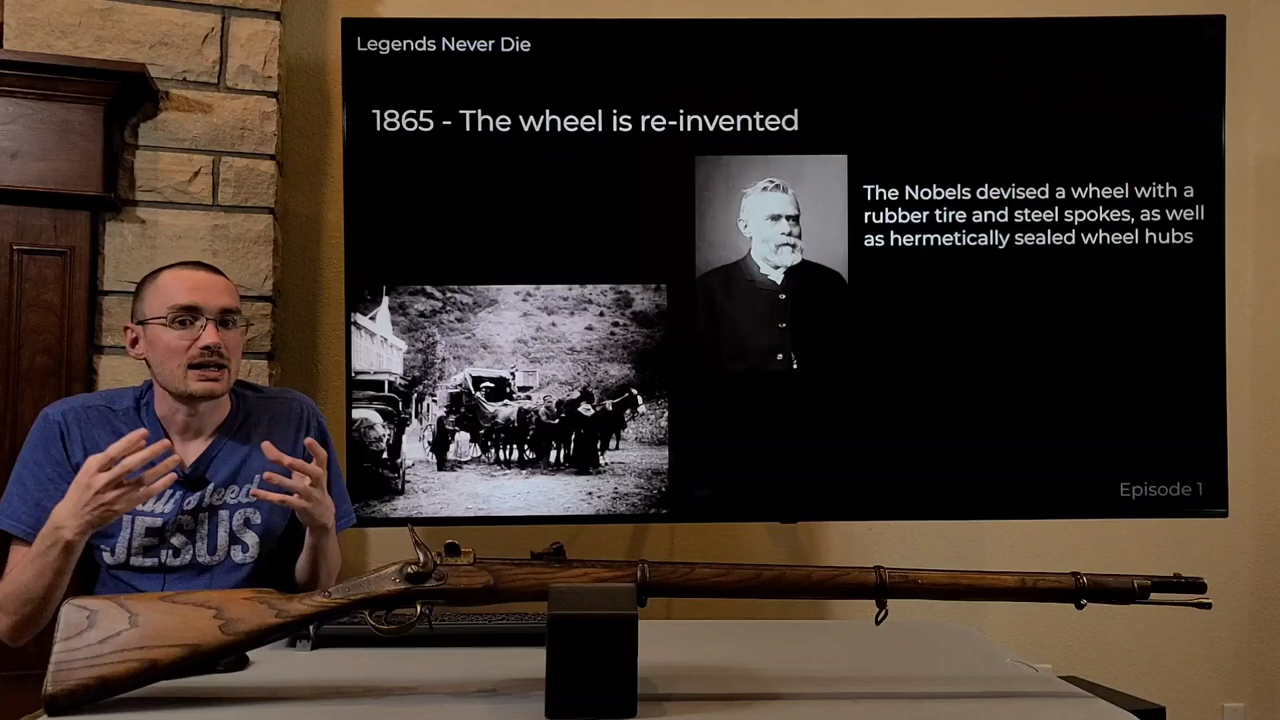 Legends Never Die
1865 - The wheel is re-invented
The Nobels devised a wheel with a
rubber tire and steel spokes, as well
as hermetically sealed wheel hubs
Episode 1
JESUS